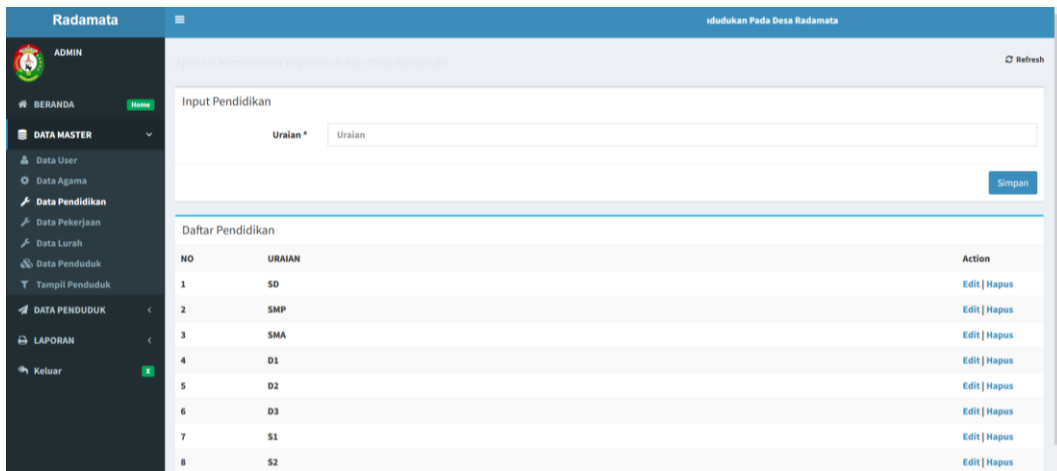 Radamata
ududukan Pada Desa Radamata
ADMIN
Aplikasi Administrasi Kependudukan Desa Radamata
Refresh
BERANDA Home
DATA MASTER
Data User
Data Agama
Data Pendidikan
Data Pekerjaan
Data Lurah
Data Penduduk
Tampil Penduduk
DATA PENDUDUK
LAPORAN
Keluar X
Input Pendidikan
Uraian * Uraian
Simpan
Daftar Pendidikan
NO URAIAN Action
1 SD Edit | Hapus
2 SMP Edit | Hapus
3 SMA Edit | Hapus
4 D1 Edit | Hapus
5 D2 Edit | Hapus
6 D3 Edit | Hapus
7 S1 Edit | Hapus
8 S2 Edit | Hapus